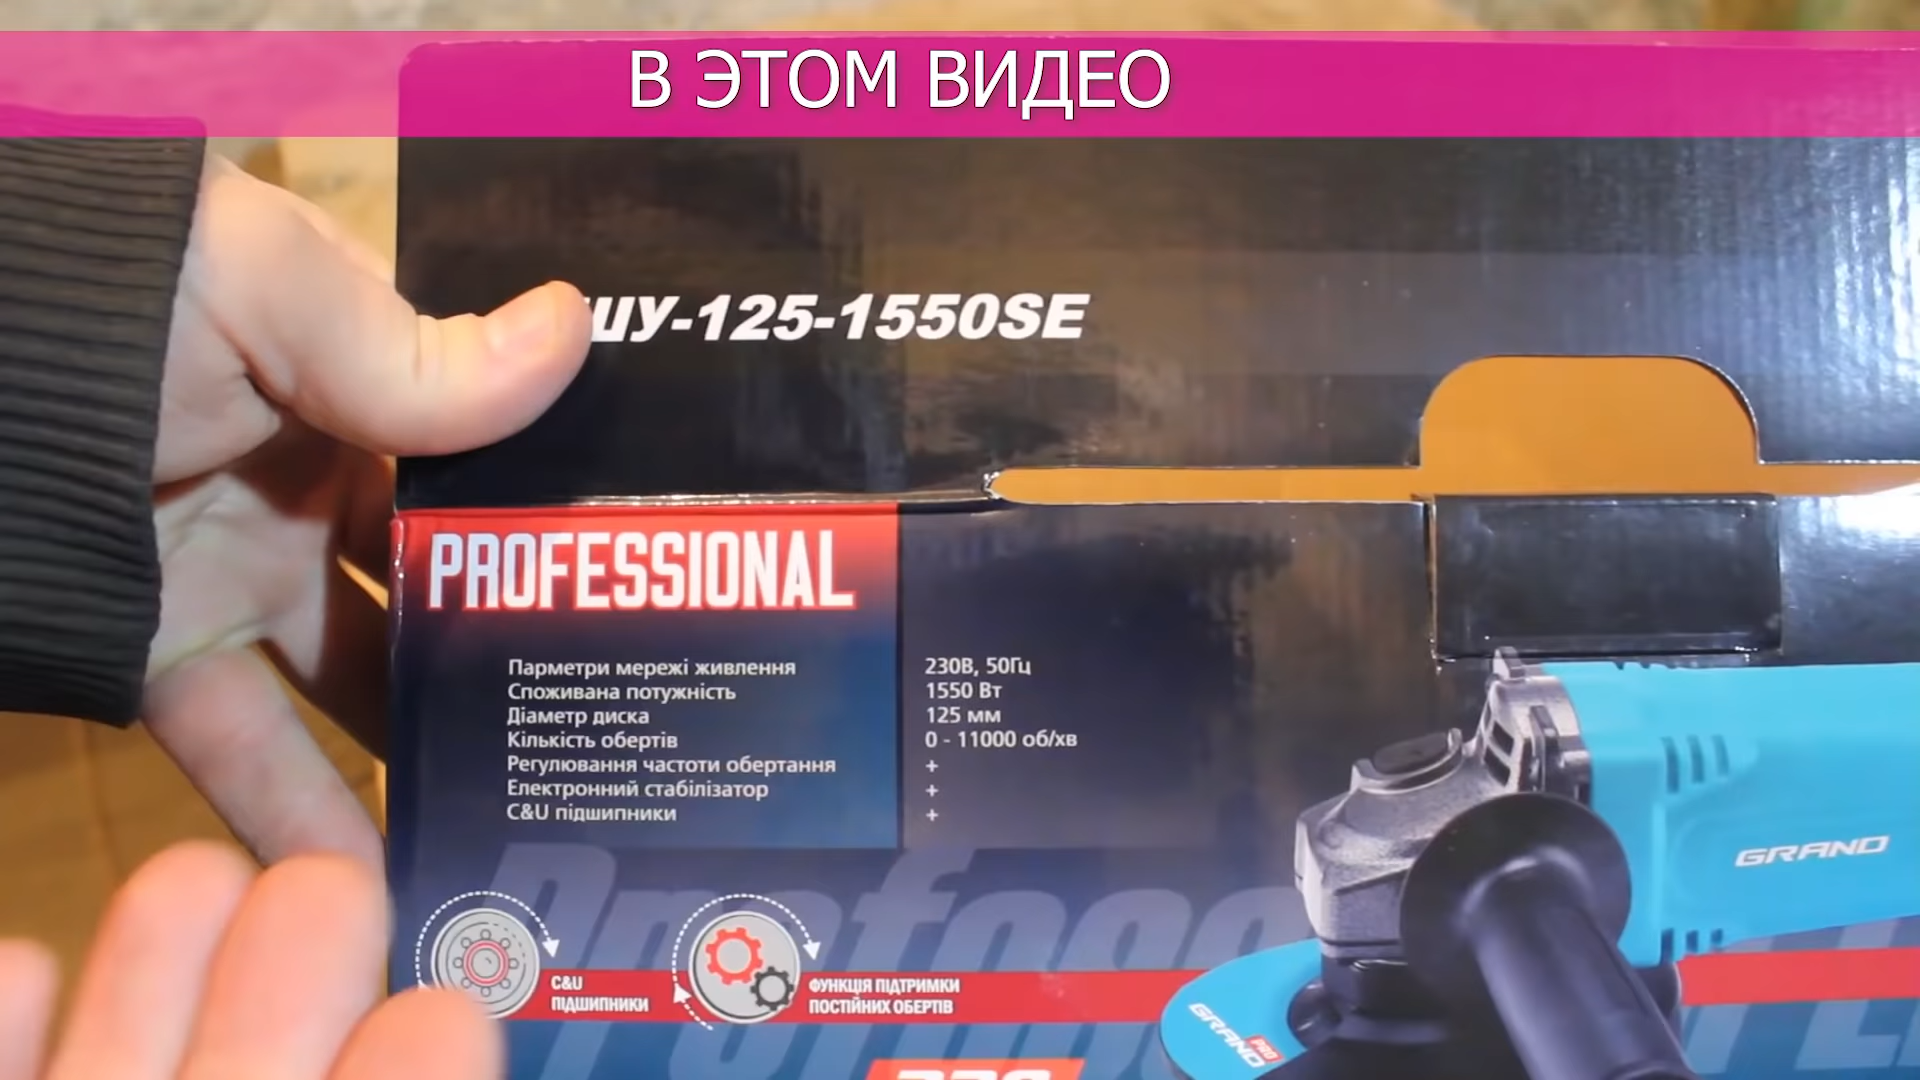 В ЭТОМ ВИДЕО
ШУ-125-1550SE
PROFESSIONAL
Парметри мережі живлення 230В, 50Гц
Споживана потужність 1550 Вт
Діаметр диска 125 мм
Кількість обертів 0 - 11000 об/хв
Регулювання частоти обертання +
Електронний стабілізатор +
C&U підшипники +
GRAND
C&U
ПІДШИПНИКИ
ФУНКЦІЯ ПІДТРИМКИ
ПОСТІЙНИХ ОБЕРТІВ
GRAND PRO